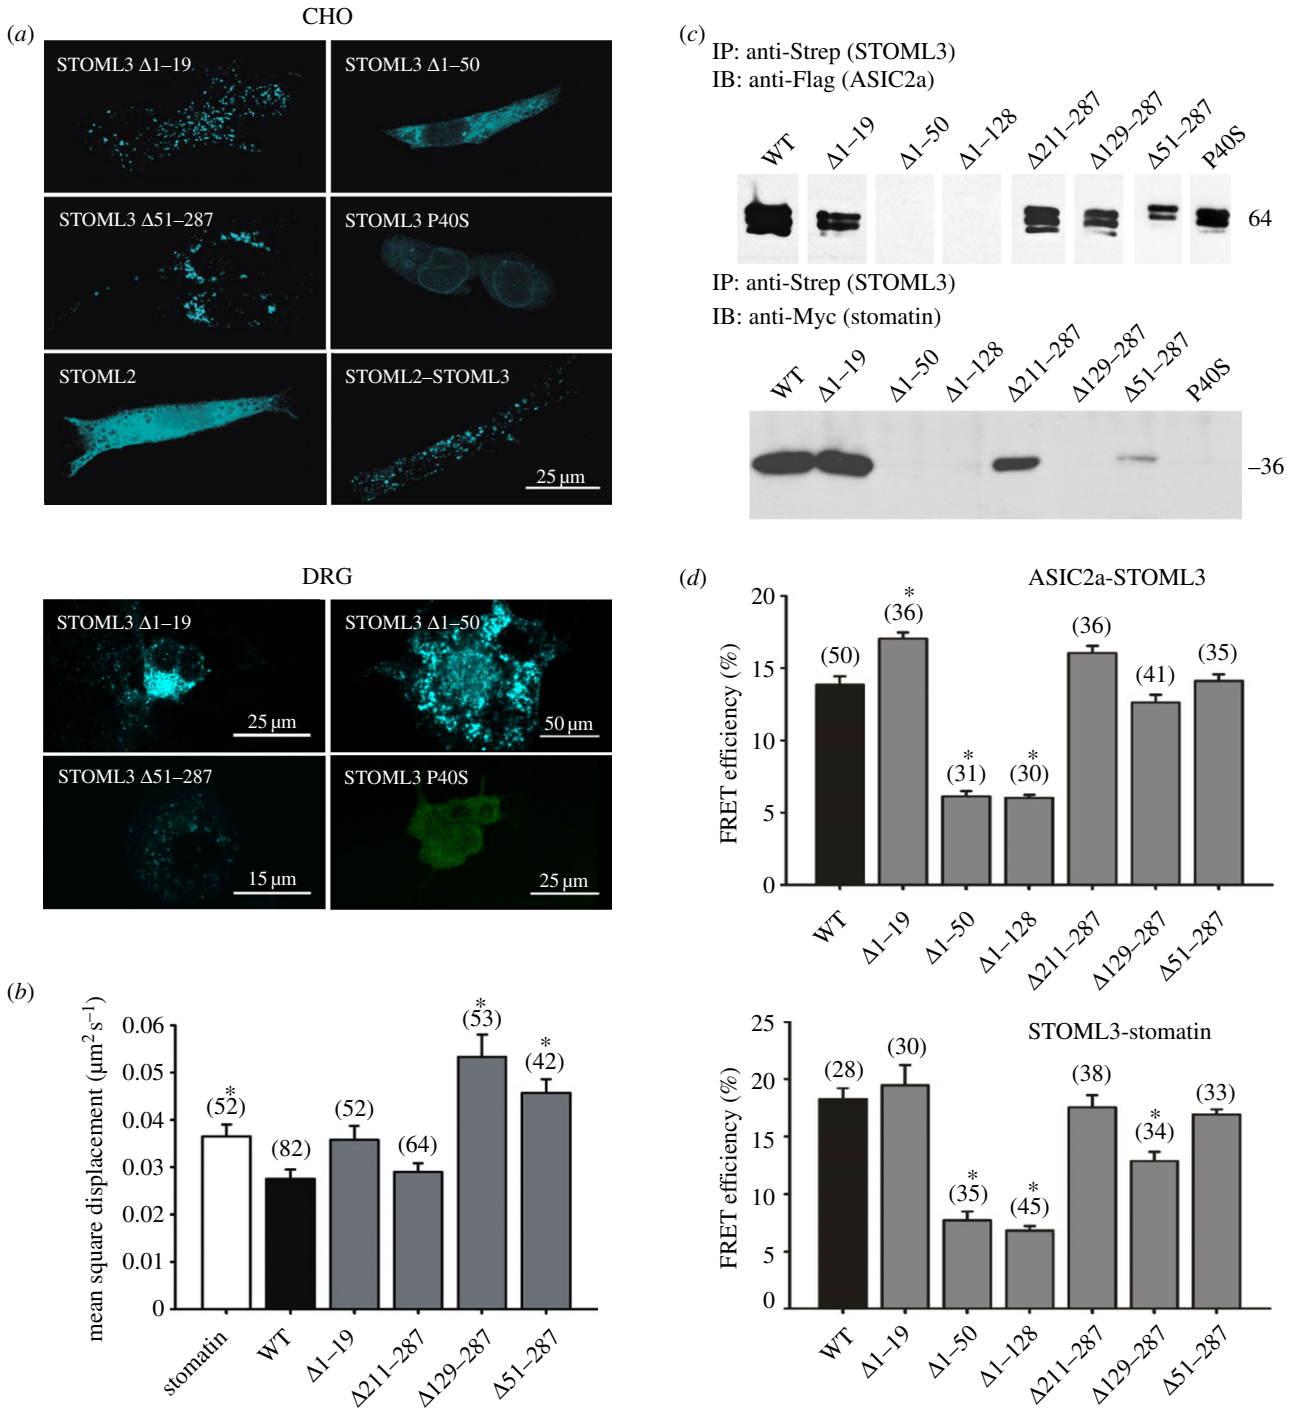 (a)
CHO
STOML3 Δ1–19
STOML3 Δ1–50
STOML3 Δ51–287
STOML3 P40S
STOML2
STOML2–STOML3
25 µm
DRG
STOML3 Δ1–19
25 µm
STOML3 Δ1–50
50 µm
STOML3 Δ51–287
15 µm
STOML3 P40S
25 µm
(b)
mean square displacement (µm² s⁻¹)
0.06
0.05
0.04
0.03
0.02
0.01
0
*
(52)
(82)
(52)
(64)
*
(53)
*
(42)
stomatin
WT
Δ1–19
Δ211–287
Δ129–287
Δ51–287
(c)
IP: anti-Strep (STOML3)
IB: anti-Flag (ASIC2a)
WT
Δ1–19
Δ1–50
Δ1–128
Δ211–287
Δ129–287
Δ51–287
P40S
64
IP: anti-Strep (STOML3)
IB: anti-Myc (stomatin)
WT
Δ1–19
Δ1–50
Δ1–128
Δ211–287
Δ129–287
Δ51–287
P40S
–36
(d)
ASIC2a-STOML3
FRET efficiency (%)
20
15
10
5
0
(50)
*
(36)
*
(31)
*
(30)
(36)
(41)
(35)
WT
Δ1–19
Δ1–50
Δ1–128
Δ211–287
Δ129–287
Δ51–287
STOML3-stomatin
FRET efficiency (%)
25
20
15
10
5
0
(28)
(30)
*
(35)
*
(45)
(38)
*
(34)
(33)
WT
Δ1–19
Δ1–50
Δ1–128
Δ211–287
Δ129–287
Δ51–287